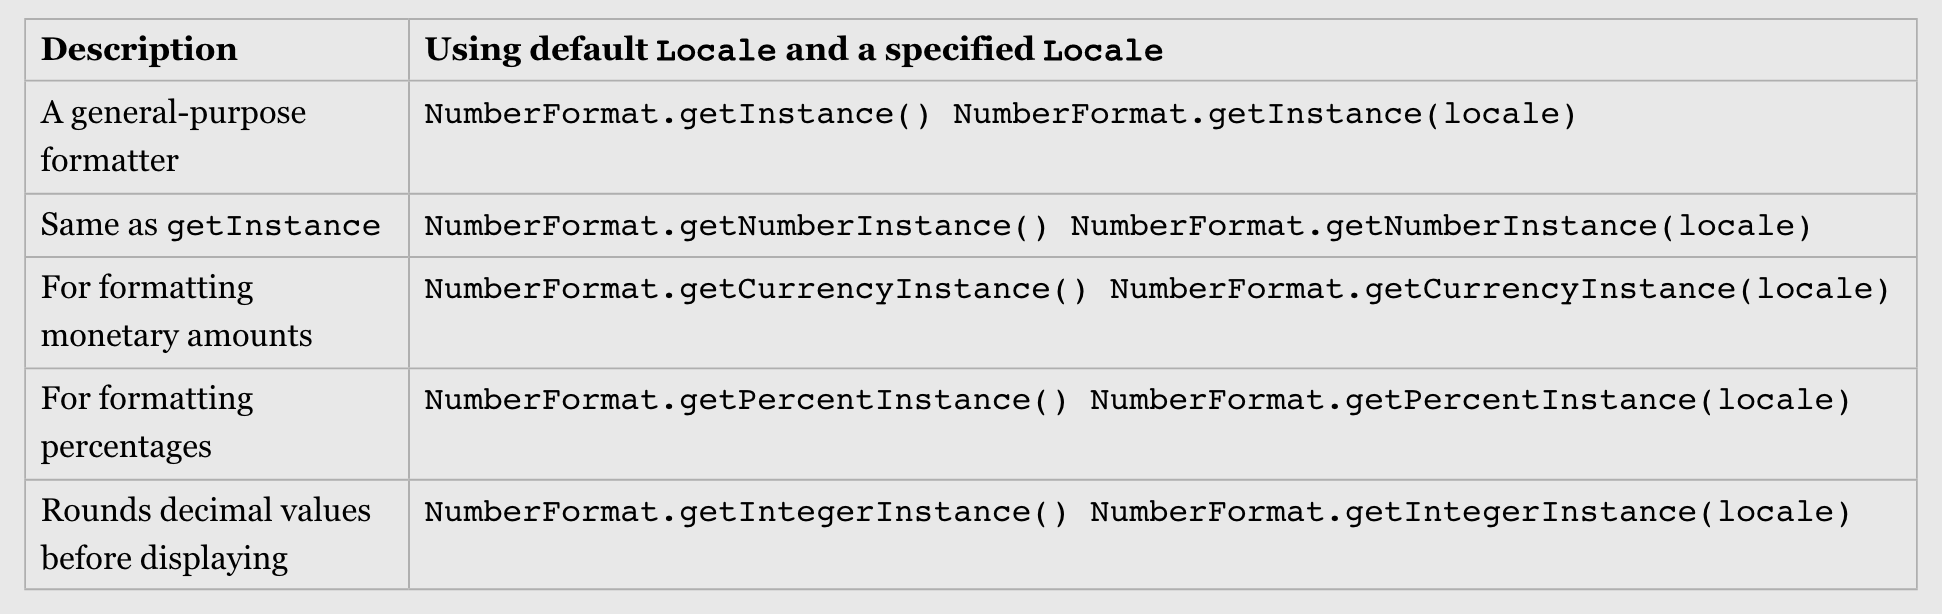 Description
Using default Locale and a specified Locale
A general-purpose
formatter
NumberFormat.getInstance() NumberFormat.getInstance(locale)
Same as getInstance
NumberFormat.getNumberInstance() NumberFormat.getNumberInstance(locale)
For formatting
monetary amounts
NumberFormat.getCurrencyInstance() NumberFormat.getCurrencyInstance(locale)
For formatting
percentages
NumberFormat.getPercentInstance() NumberFormat.getPercentInstance(locale)
Rounds decimal values
before displaying
NumberFormat.getIntegerInstance() NumberFormat.getIntegerInstance(locale)